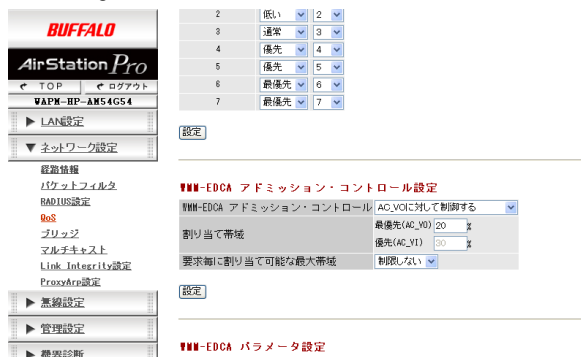 BUFFALO
AirStation Pro
TOP
ログアウト
WAPM-HP-AM54G54
▶ LAN設定
▼ ネットワーク設定
経路情報
パケットフィルタ
RADIUS設定
QoS
ブリッジ
マルチキャスト
Link Integrity設定
ProxyArp設定
▶ 無線設定
▶ 管理設定
▶ 機器診断
2 低い 2
3 通常 3
4 優先 4
5 優先 5
6 最優先 6
7 最優先 7
設定
WMM-EDCA アドミッション・コントロール設定
WMM-EDCA アドミッション・コントロール AC_VOに対して制御する
割り当て帯域
最優先(AC_VO) 20 %
優先(AC_VI) 30 %
要求毎に割り当て可能な最大帯域 制限しない
設定
WMM-EDCA パラメータ設定